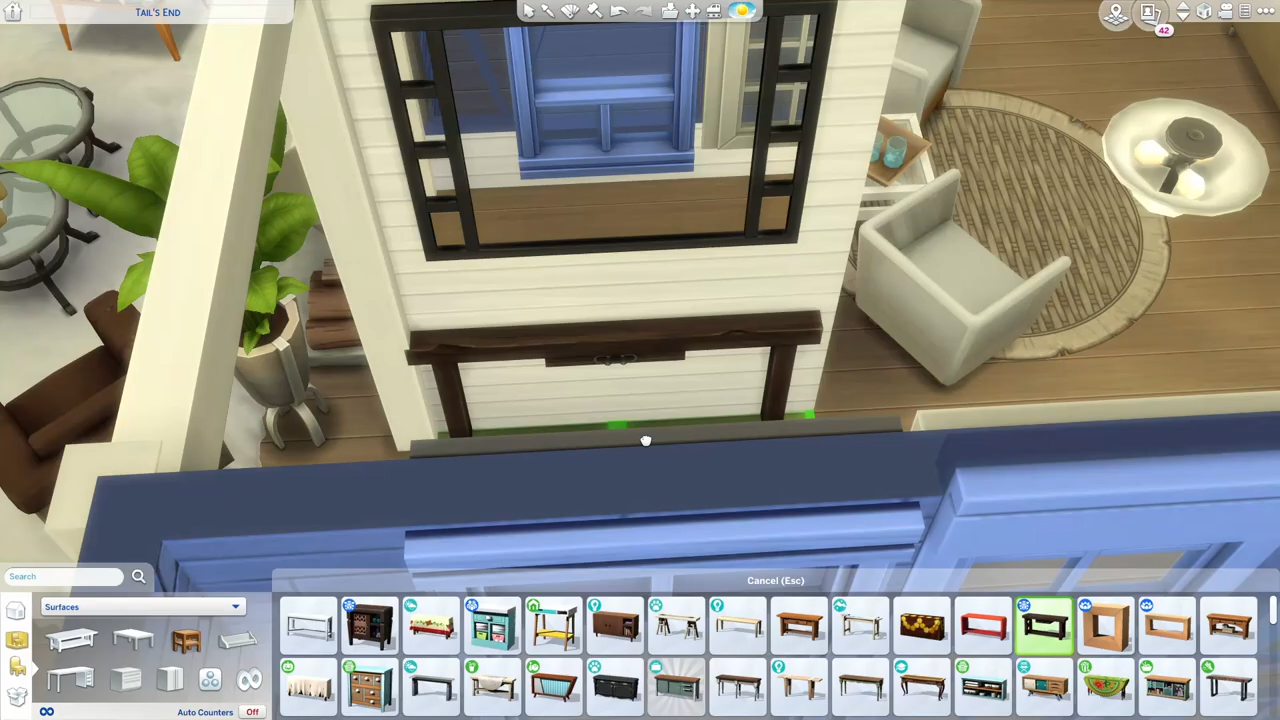 TAIL'S END
42
Search
Cancel (Esc)
Surfaces
Auto Counters Off